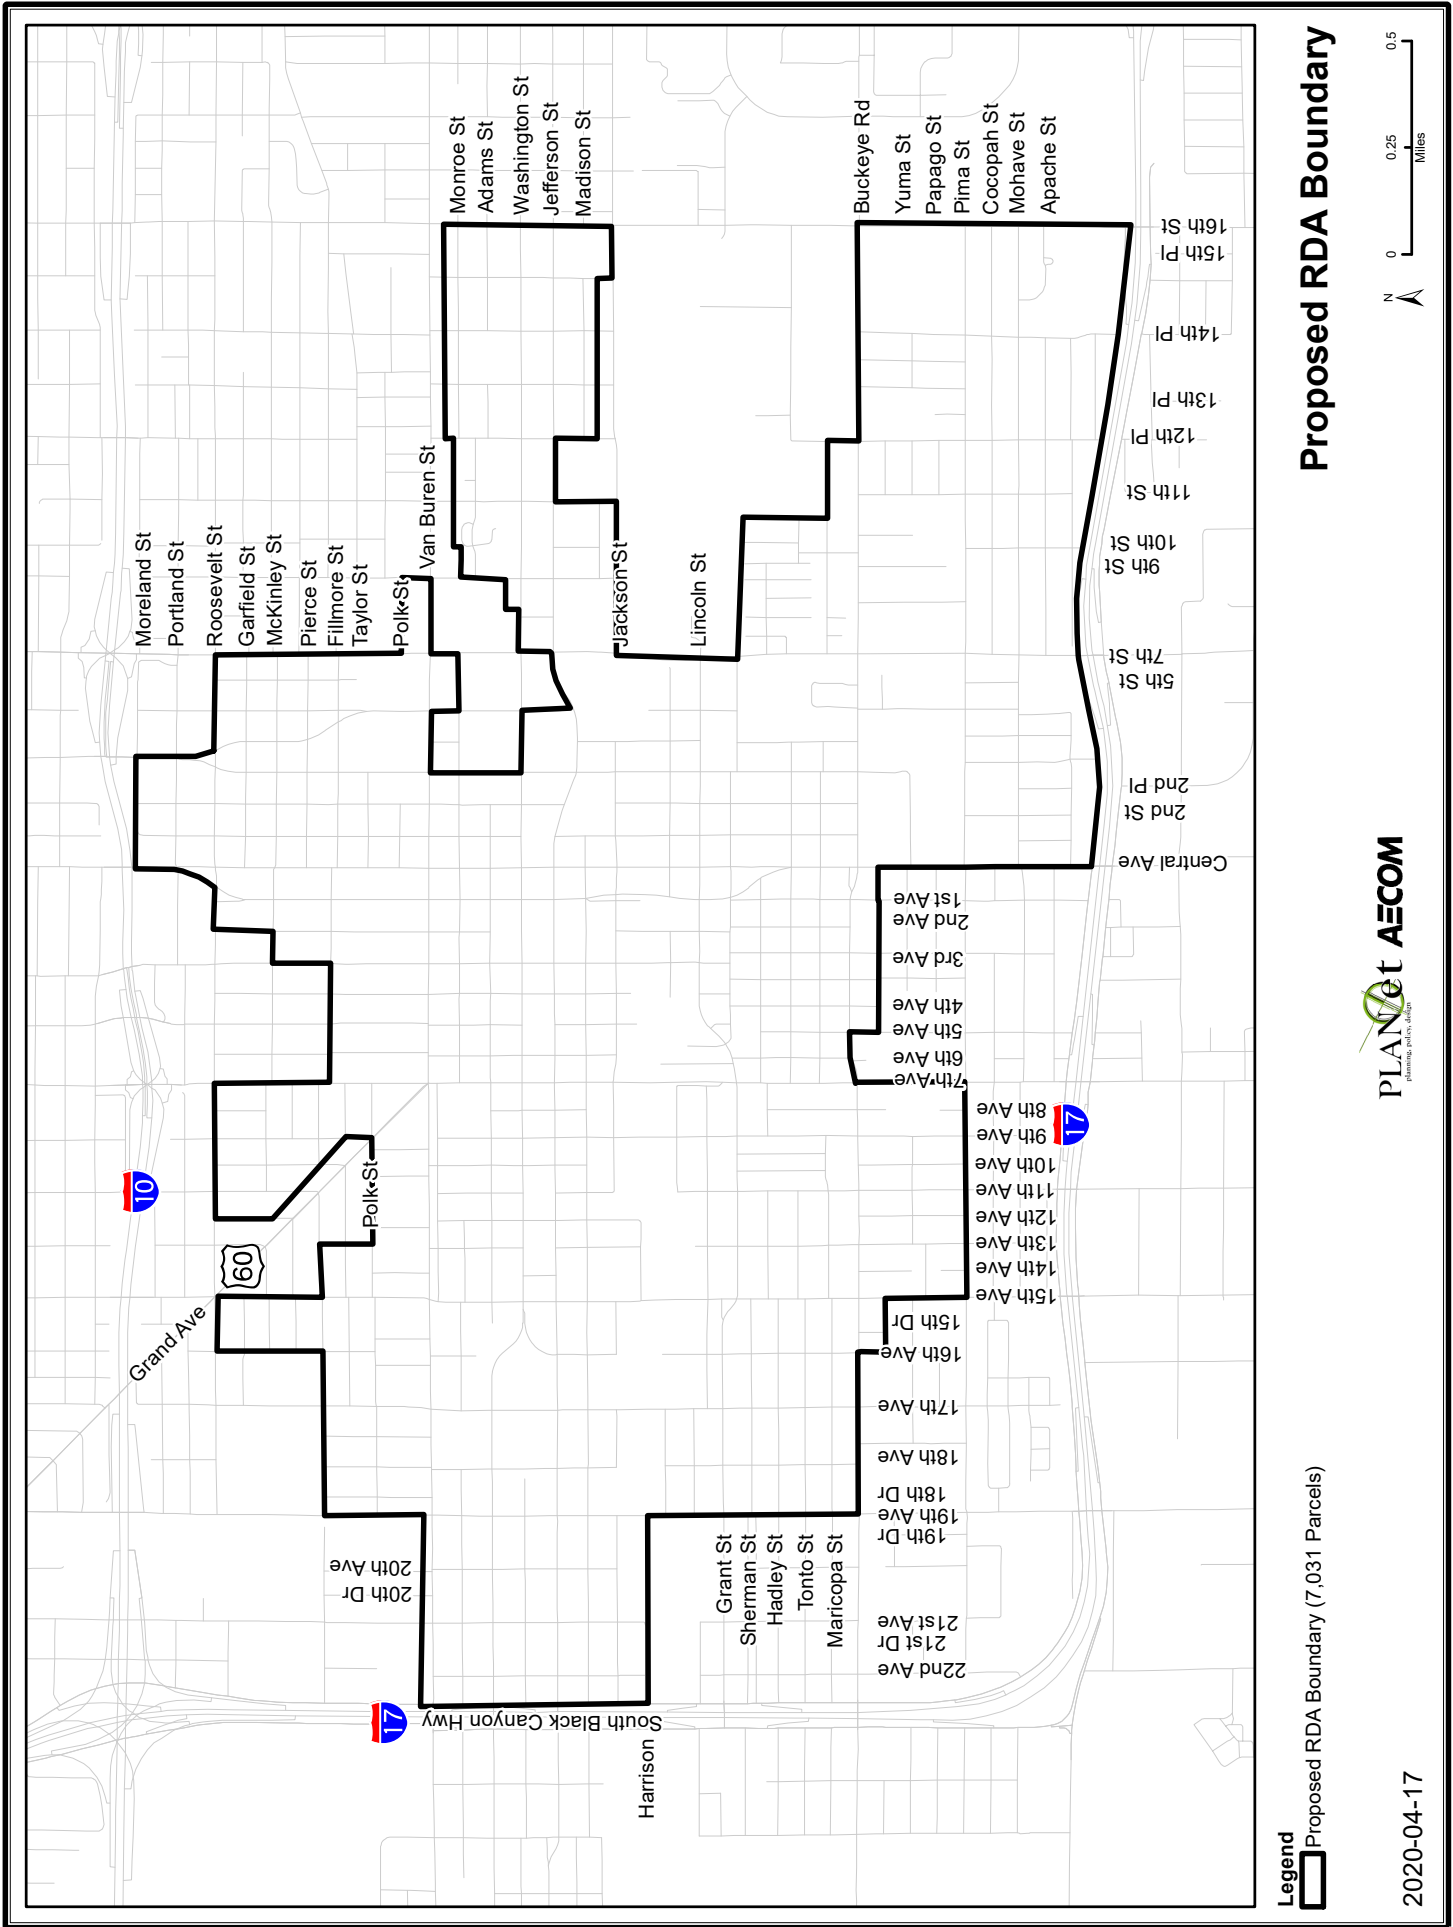 Moreland St
Portland St
Roosevelt St
Garfield St
McKinley St
Pierce St
Fillmore St
Taylor St
Polk St
Van Buren St
Monroe St
Adams St
Washington St
Jefferson St
Madison St
Jackson St
Lincoln St
Buckeye Rd
Yuma St
Papago St
Pima St
Cocopah St
Mohave St
Apache St
10
60
Grand Ave
Polk St
20th Ave
20th Dr
17
South Black Canyon Hwy
Harrison
Grant St
Sherman St
Hadley St
Tonto St
Maricopa St
22nd Ave
21st Dr
21st Ave
19th Dr
19th Ave
18th Dr
18th Ave
17th Ave
16th Ave
15th Dr
15th Ave
14th Ave
13th Ave
12th Ave
11th Ave
10th Ave
9th Ave
8th Ave
17
7th Ave
6th Ave
5th Ave
4th Ave
3rd Ave
2nd Ave
1st Ave
Central Ave
2nd St
2nd Pl
5th St
7th St
9th St
10th St
11th St
12th Pl
13th Pl
14th Pl
15th Pl
16th St
Legend
Proposed RDA Boundary (7,031 Parcels)
2020-04-17
PLANet
planning, policy, design
AECOM
Proposed RDA Boundary
N
0 0.25 0.5
Miles